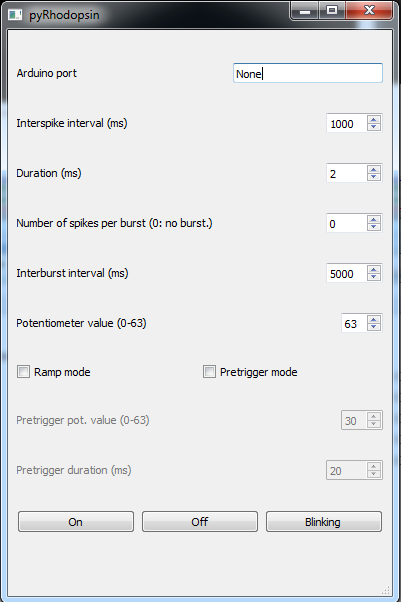 pyRhodopsin
Arduino port None
Interspike interval (ms) 1000
Duration (ms) 2
Number of spikes per burst (0: no burst.) 0
Interburst interval (ms) 5000
Potentiometer value (0-63) 63
Ramp mode Pretrigger mode
Pretrigger pot. value (0-63) 30
Pretrigger duration (ms) 20
On Off Blinking